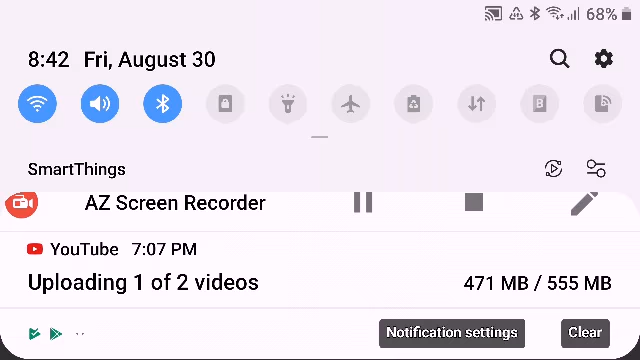 68%
8:42 Fri, August 30
SmartThings
AZ Screen Recorder
YouTube 7:07 PM
Uploading 1 of 2 videos 471 MB / 555 MB
Notification settings Clear